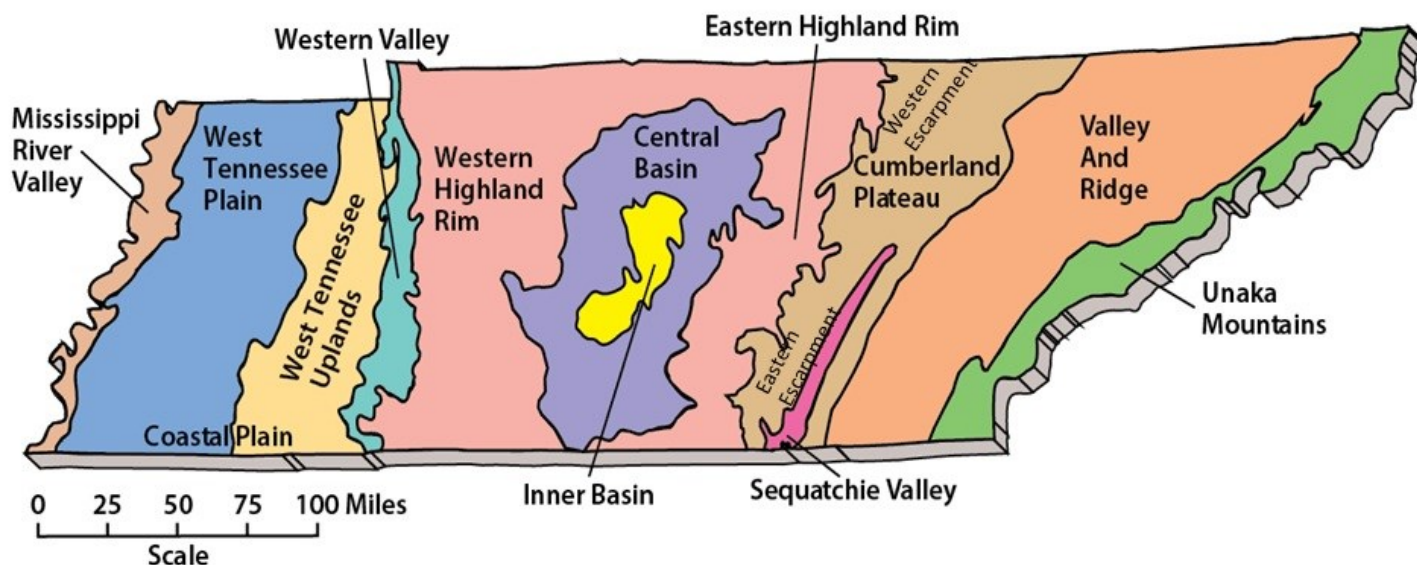 Western Valley
Eastern Highland Rim
Mississippi
River
Valley
West
Tennessee
Plain
West Tennessee
Uplands
Coastal Plain
Western
Highland
Rim
Central
Basin
Western
Escarpment
Cumberland
Plateau
Eastern
Escarpment
Valley
And
Ridge
Unaka
Mountains
Inner Basin
Sequatchie Valley
0 25 50 75 100 Miles
Scale